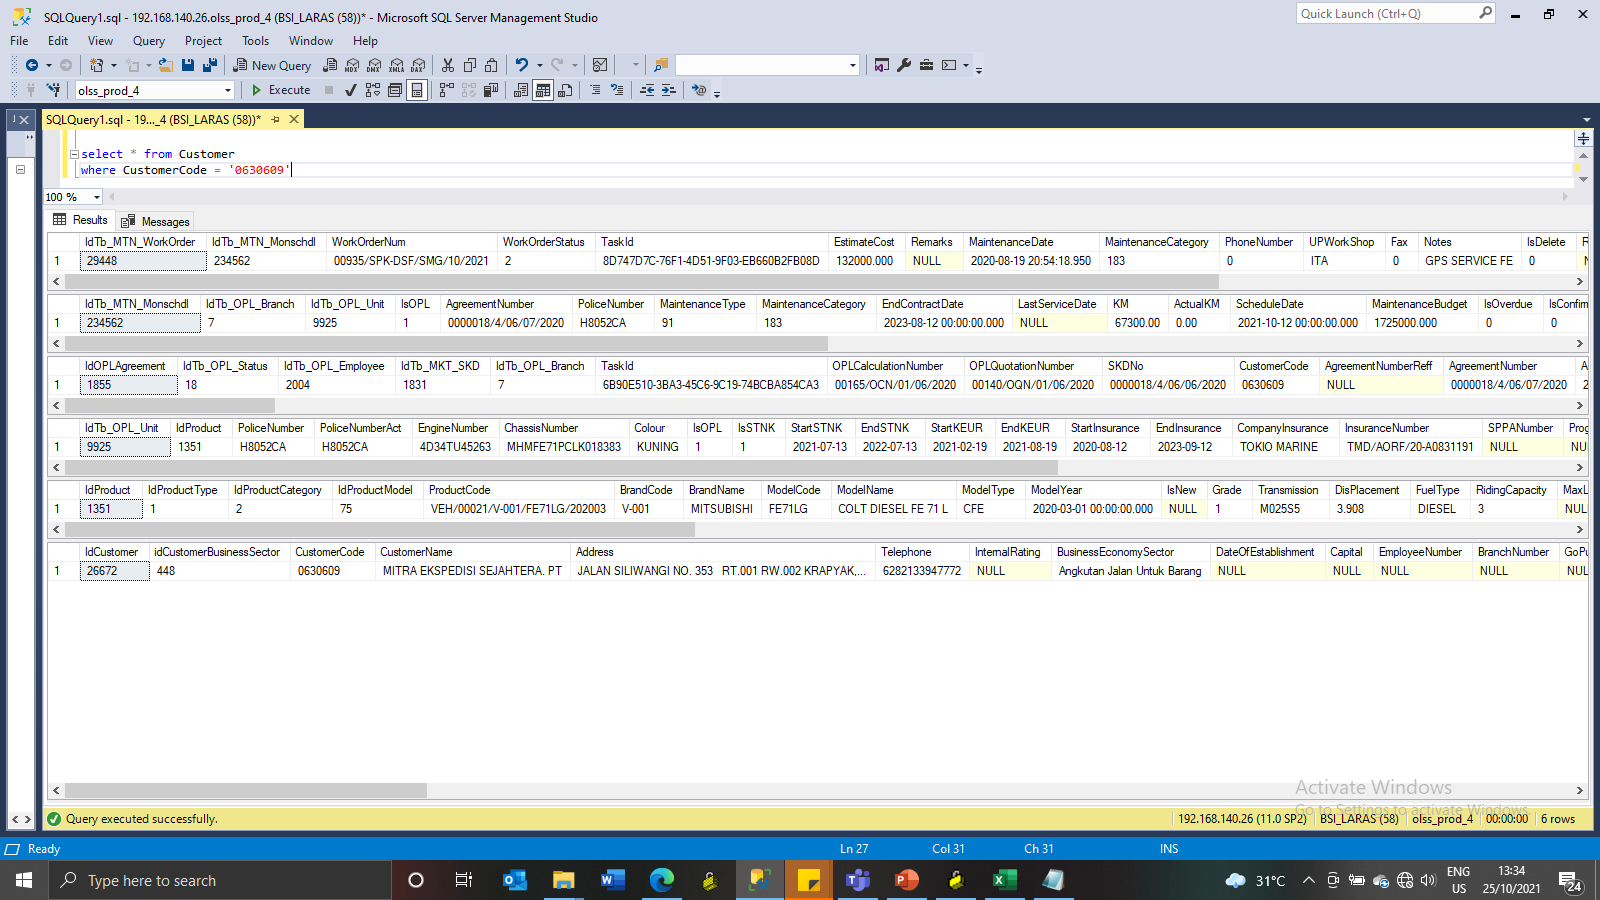 SQLQuery1.sql - 192.168.140.26.olss_prod_4 (BSI_LARAS (58))* - Microsoft SQL Server Management Studio
Quick Launch (Ctrl+Q)
File Edit View Query Project Tools Window Help
New Query MDX DMX XMLA DAX
olss_prod_4 Execute
SQLQuery1.sql - 19..._4 (BSI_LARAS (58))*
select * from Customer
where CustomerCode = '0630609'
100 %
Results Messages
IdTb_MTN_WorkOrder IdTb_MTN_Monschdl WorkOrderNum WorkOrderStatus TaskId EstimateCost Remarks MaintenanceDate MaintenanceCategory PhoneNumber UPWorkShop Fax Notes IsDelete R
1 29448 234562 00935/SPK-DSF/SMG/10/2021 2 8D747D7C-76F1-4D51-9F03-EB660B2FB08D 132000.000 NULL 2020-08-19 20:54:18.950 183 0 ITA 0 GPS SERVICE FE 0
IdTb_MTN_Monschdl IdTb_OPL_Branch IdTb_OPL_Unit IsOPL AgreementNumber PoliceNumber MaintenanceType MaintenanceCategory EndContractDate LastServiceDate KM ActualKM ScheduleDate MaintenanceBudget IsOverdue IsConfirm
1 234562 7 9925 1 0000018/4/06/07/2020 H8052CA 91 183 2023-08-12 00:00:00.000 NULL 67300.00 0.00 2021-10-12 00:00:00.000 1725000.000 0 0
IdOPLAgreement IdTb_OPL_Status IdTb_OPL_Employee IdTb_MKT_SKD IdTb_OPL_Branch TaskId OPLCalculationNumber OPLQuotationNumber SKDNo CustomerCode AgreementNumberReff AgreementNumber A
1 1855 18 2004 1831 7 6B90E510-3BA3-45C6-9C19-74BCBA854CA3 00165/OCN/01/06/2020 00140/OQN/01/06/2020 0000018/4/06/06/2020 0630609 NULL 0000018/4/06/07/2020 2
IdTb_OPL_Unit IdProduct PoliceNumber PoliceNumberAct EngineNumber ChassisNumber Colour IsOPL IsSTNK StartSTNK EndSTNK StartKEUR EndKEUR StartInsurance EndInsurance CompanyInsurance InsuranceNumber SPPANumber Prog
1 9925 1351 H8052CA H8052CA 4D34TU45263 MHMFE71PCLK018383 KUNING 1 1 2021-07-13 2022-07-13 2021-02-19 2021-08-19 2020-08-12 2023-09-12 TOKIO MARINE TMD/AORF/20-A0831191 NULL NU
IdProduct IdProductType IdProductCategory IdProductModel ProductCode BrandCode BrandName ModelCode ModelName ModelType ModelYear IsNew Grade Transmission DisPlacement FuelType RidingCapacity MaxL
1 1351 1 2 75 VEH/00021/V-001/FE71LG/202003 V-001 MITSUBISHI FE71LG COLT DIESEL FE 71 L CFE 2020-03-01 00:00:00.000 NULL 1 M025S5 3.908 DIESEL 3 NUL
IdCustomer idCustomerBusinessSector CustomerCode CustomerName Address Telephone InternalRating BusinessEconomySector DateOfEstablishment Capital EmployeeNumber BranchNumber GoPu
1 26672 448 0630609 MITRA EKSPEDISI SEJAHTERA. PT JALAN SILIWANGI NO. 353 RT.001 RW.002 KRAPYAK,... 6282133947772 NULL Angkutan Jalan Untuk Barang NULL NULL NULL NULL NUL
Activate Windows
Go to Settings to activate Windows.
Query executed successfully. 192.168.140.26 (11.0 SP2) BSI_LARAS (58) olss_prod_4 00:00:00 6 rows
Ready Ln 27 Col 31 Ch 31 INS
Type here to search 31°C ENG US 13:34 25/10/2021 24